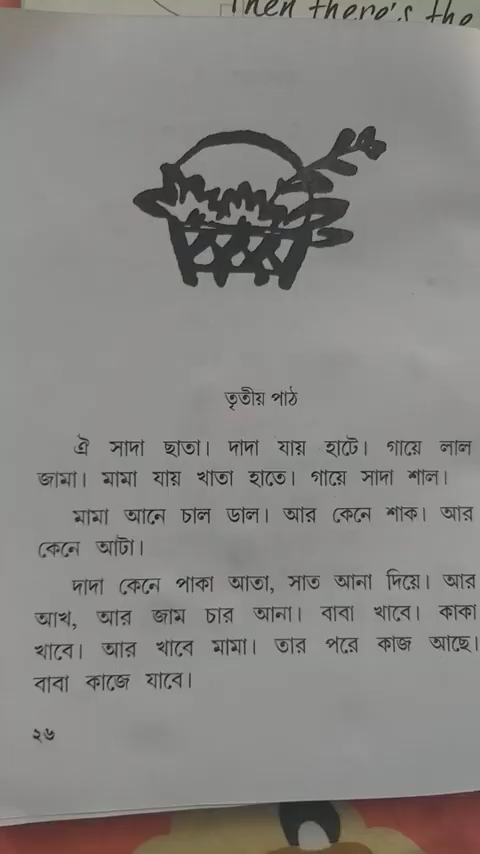 Then there's the
তৃতীয় পাঠ
ঐ সাদা ছাতা। দাদা যায় হাটে। গায়ে লাল
জামা। মামা যায় খাতা হাতে। গায়ে সাদা শাল।
মামা আনে চাল ডাল। আর কেনে শাক। আর
কেনে আটা।
দাদা কেনে পাকা আতা, সাত আনা দিয়ে। আর
আখ, আর জাম চার আনা। বাবা খাবে। কাকা
খাবে। আর খাবে মামা। তার পরে কাজ আছে।
বাবা কাজে যাবে।
২৬